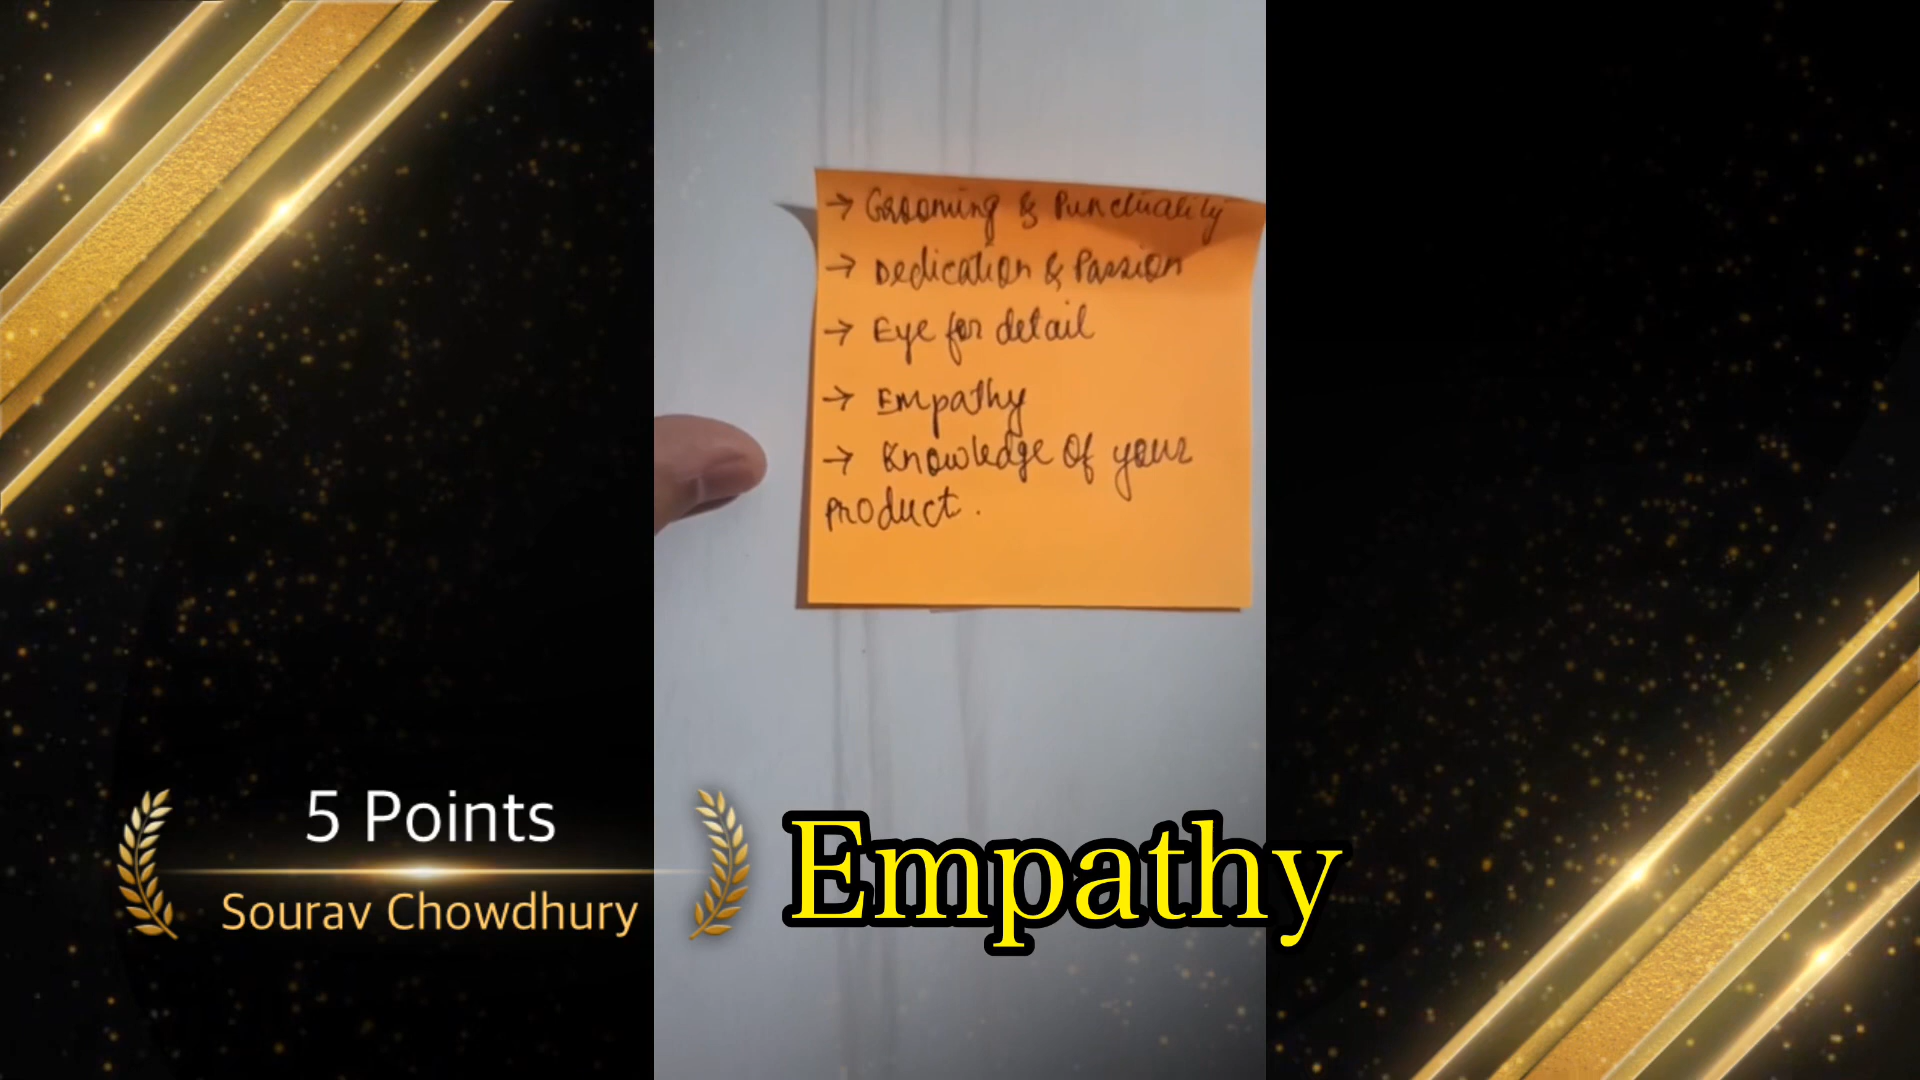 → Grooming & Punctuality
→ Dedication & Passion
→ Eye for detail
→ Empathy
→ Knowledge of your
product.
5 Points
Sourav Chowdhury
Empathy